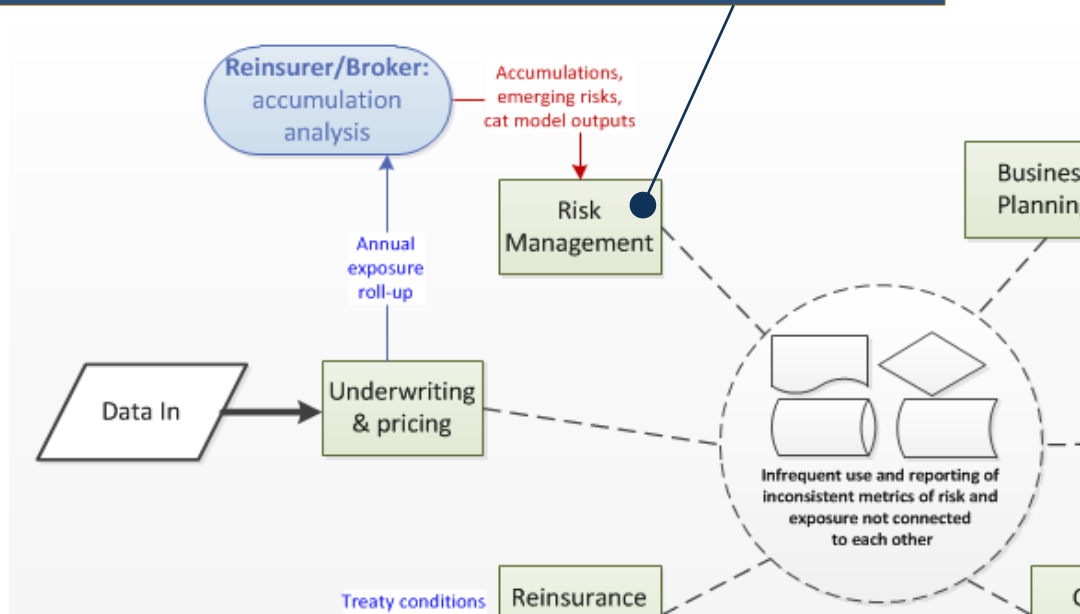 Reinsurer/Broker:
accumulation
analysis
Accumulations,
emerging risks,
cat model outputs
Risk
Management
Annual
exposure
roll-up
Data In
Underwriting
& pricing
Infrequent use and reporting of
inconsistent metrics of risk and
exposure not connected
to each other
Treaty conditions
Reinsurance